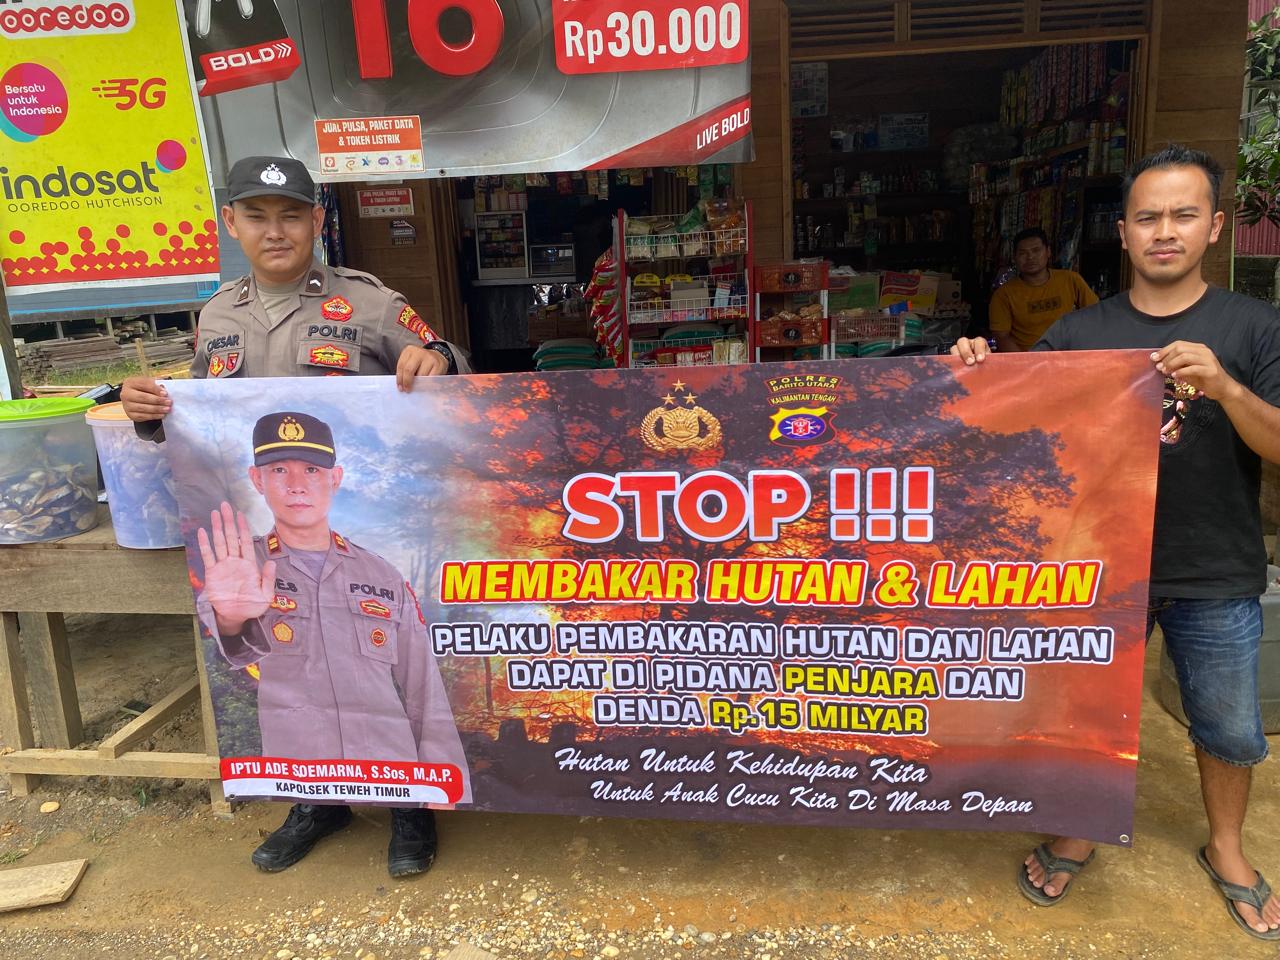 ooredoo
Bersatu
untuk
Indonesia
5G
indosat
OOREDOO HUTCHISON
BOLD
16
Rp30.000
LIVE BOLD
JUAL PULSA, PAKET DATA
& TOKEN LISTRIK
CAESAR
POLRI
POLRES
BARITO UTARA
KALIMANTAN TENGAH
STOP !!!
MEMBAKAR HUTAN & LAHAN
PELAKU PEMBAKARAN HUTAN DAN LAHAN
DAPAT DI PIDANA PENJARA DAN
DENDA Rp.15 MILYAR
Hutan Untuk Kehidupan Kita
Untuk Anak Cucu Kita Di Masa Depan
POLRI
IPTU ADE SOEMARNA, S.Sos, M.A.P.
KAPOLSEK TEWEH TIMUR